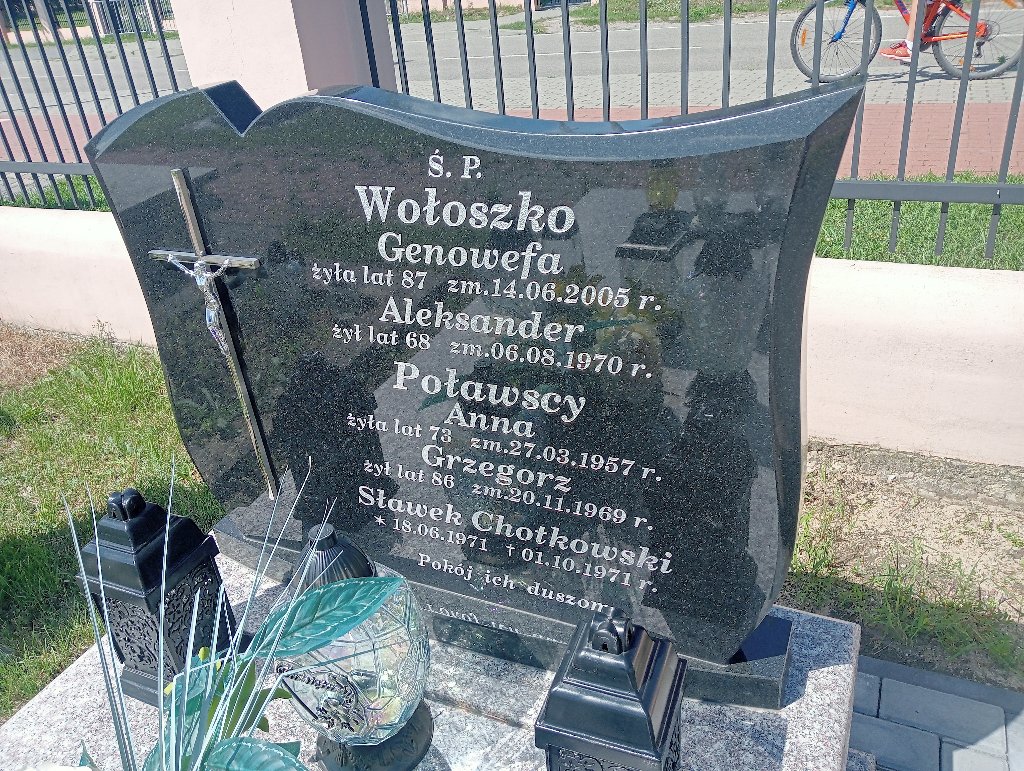 Ś. P.
Wołoszko
Genowefa
żyła lat 87 zm.14.06.2005 r.
Aleksander
żył lat 68 zm.06.08.1970 r.
Poławscy
Anna
żyła lat 73 zm.27.03.1957 r.
Grzegorz
żył lat 86 zm.20.11.1969 r.
Sławek Chotkowski
* 18.06.1971 † 01.10.1971 r.
Pokój ich duszom!